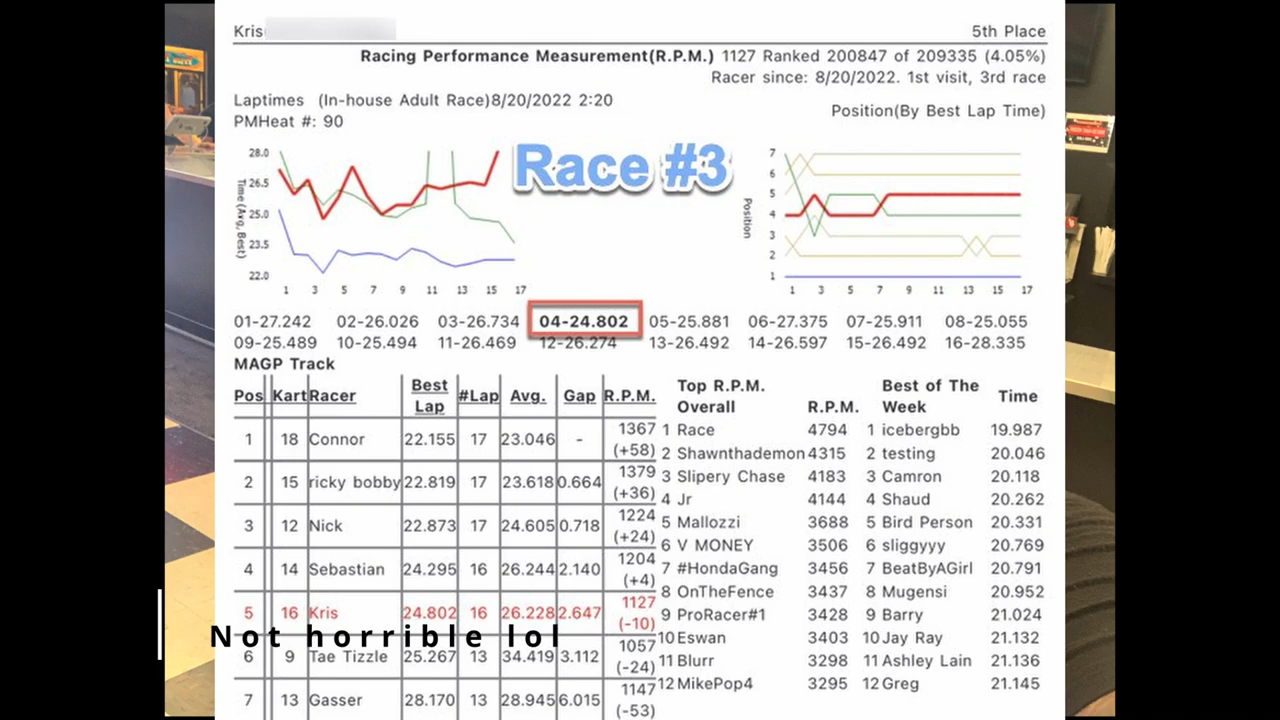 Kris
5th Place
Racing Performance Measurement(R.P.M.) 1127 Ranked 200847 of 209335 (4.05%)
Racer since: 8/20/2022. 1st visit, 3rd race
Laptimes (In-house Adult Race)8/20/2022 2:20
PMHeat #: 90
Position(By Best Lap Time)
Race #3
Time (Avg, Best)
28.0
26.5
25.0
23.5
22.0
1 3 5 7 9 11 13 15 17
Position
7
6
5
4
3
2
1
1 3 5 7 9 11 13 15 17
01-27.242 02-26.026 03-26.734 04-24.802 05-25.881 06-27.375 07-25.911 08-25.055
09-25.489 10-25.494 11-26.469 12-26.274 13-26.492 14-26.597 15-26.492 16-28.335
MAGP Track
Pos Kart Racer Best Lap #Lap Avg. Gap R.P.M.
1 18 Connor 22.155 17 23.046 - 1367 (+58)
2 15 ricky bobby 22.819 17 23.618 0.664 1379 (+36)
3 12 Nick 22.873 17 24.605 0.718 1224 (+24)
4 14 Sebastian 24.295 16 26.244 2.140 1204 (+4)
5 16 Kris 24.802 16 26.228 2.647 1127 (-10)
6 9 Tae Tizzle 25.267 13 34.419 3.112 1057 (-24)
7 13 Gasser 28.170 13 28.945 6.015 1147 (-53)
Top R.P.M. Overall R.P.M.
1 Race 4794
2 Shawnthademon 4315
3 Slipery Chase 4183
4 Jr 4144
5 Mallozzi 3688
6 V MONEY 3506
7 #HondaGang 3456
8 OnTheFence 3437
9 ProRacer#1 3428
10 Eswan 3403
11 Blurr 3298
12 MikePop4 3295
Best of The Week Time
1 icebergbb 19.987
2 testing 20.046
3 Camron 20.118
4 Shaud 20.262
5 Bird Person 20.331
6 sliggyyy 20.769
7 BeatByAGirl 20.791
8 Mugensi 20.952
9 Barry 21.024
10 Jay Ray 21.132
11 Ashley Lain 21.136
12 Greg 21.145
Not horrible lol